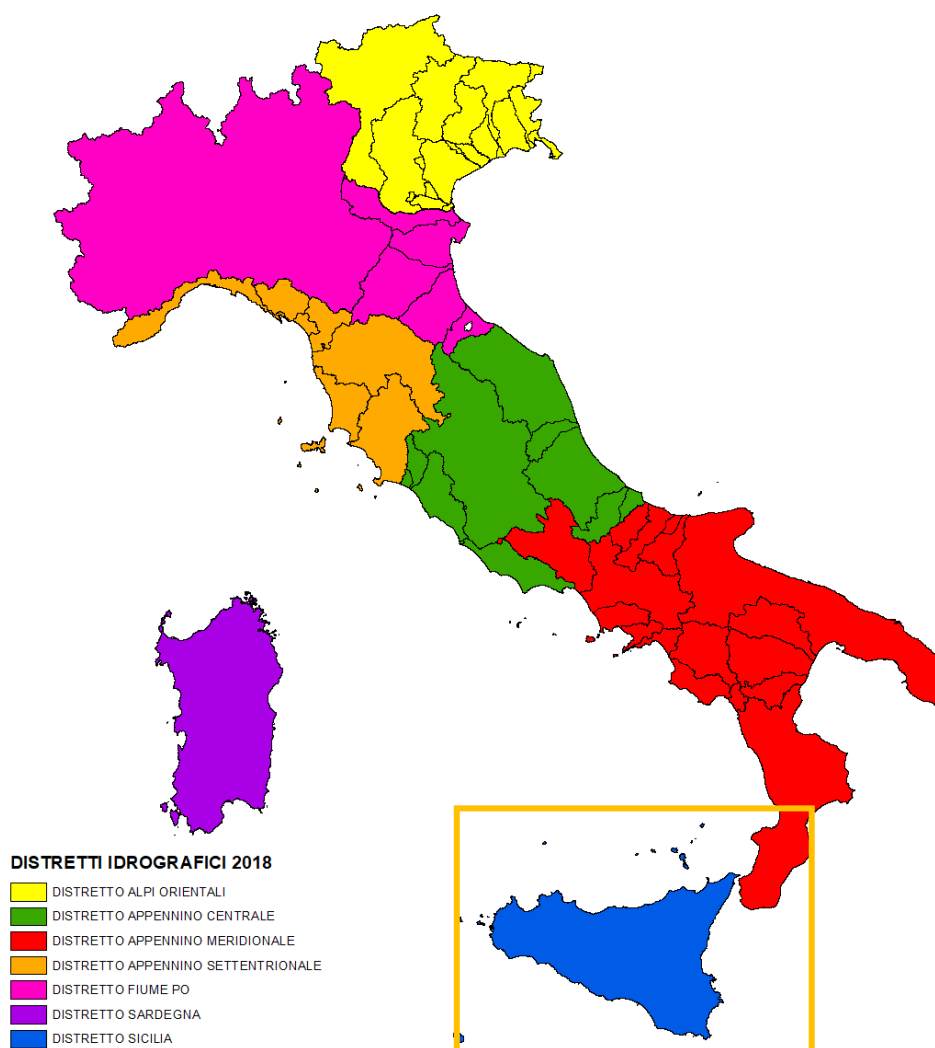 DISTRETTI IDROGRAFICI 2018
DISTRETTO ALPI ORIENTALI
DISTRETTO APPENNINO CENTRALE
DISTRETTO APPENNINO MERIDIONALE
DISTRETTO APPENNINO SETTENTRIONALE
DISTRETTO FIUME PO
DISTRETTO SARDEGNA
DISTRETTO SICILIA